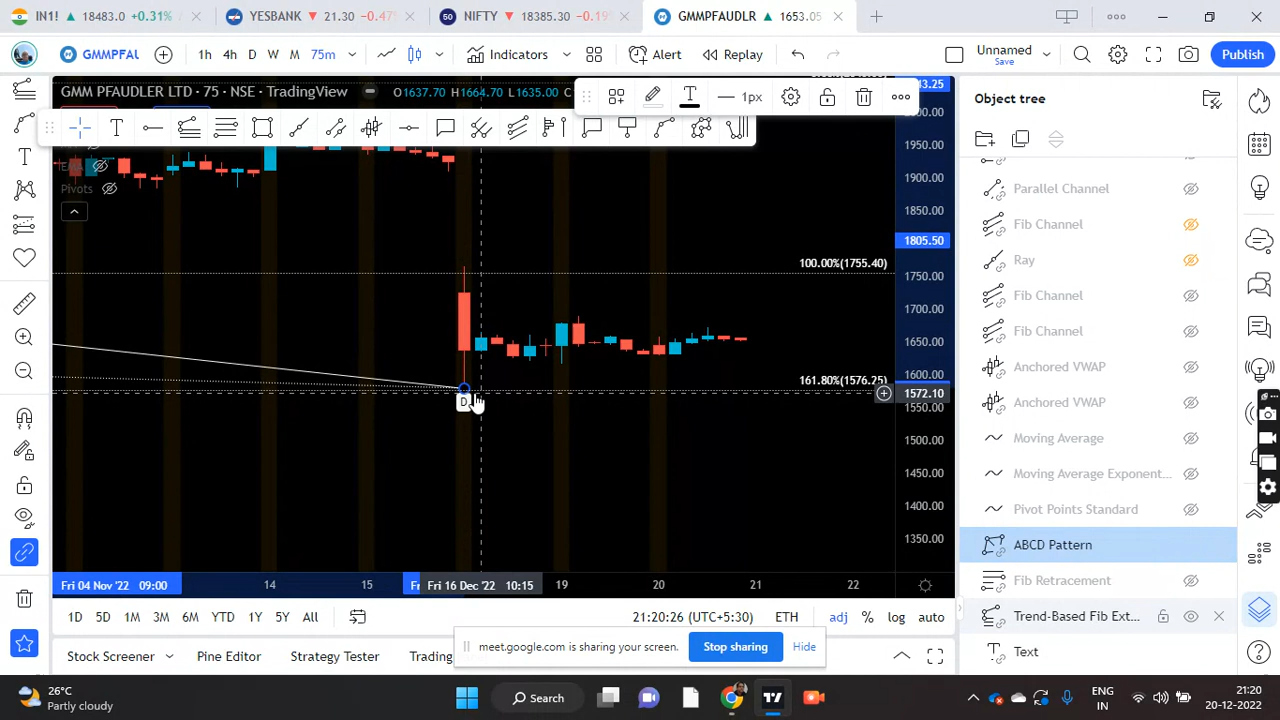 IN1! ▲ 18483.0 +0.31%
YESBANK ▼ 21.30 −0.47%
50 NIFTY ▼ 18385.30 −0.19%
GMMPFAUDLR ▲ 1653.05
GMMPFAU
1h 4h D W M 75m
Indicators
Alert
Replay
Unnamed
Save
Publish
GMM PFAUDLER LTD · 75 · NSE · TradingView
O1637.70 H1664.70 L1635.00 C
1px
Object tree
Pivots
1950.00
1900.00
1850.00
1805.50
1750.00
1700.00
1650.00
1600.00
1572.10
1550.00
1500.00
1450.00
1400.00
1350.00
100.00%(1755.40)
161.80%(1576.25)
D
Parallel Channel
Fib Channel
Ray
Fib Channel
Fib Channel
Anchored VWAP
Anchored VWAP
Moving Average
Moving Average Exponent...
Pivot Points Standard
ABCD Pattern
Fib Retracement
Trend-Based Fib Ext...
Text
Fri 04 Nov '22 09:00
14 15
Fri 16 Dec '22 10:15
19 20 21 22
1D 5D 1M 3M 6M YTD 1Y 5Y All
21:20:26 (UTC+5:30) ETH adj % log auto
Stock Screener
Pine Editor
Strategy Tester
Trading
meet.google.com is sharing your screen.
Stop sharing
Hide
26°C
Partly cloudy
Search
ENG
IN
21:20
20-12-2022